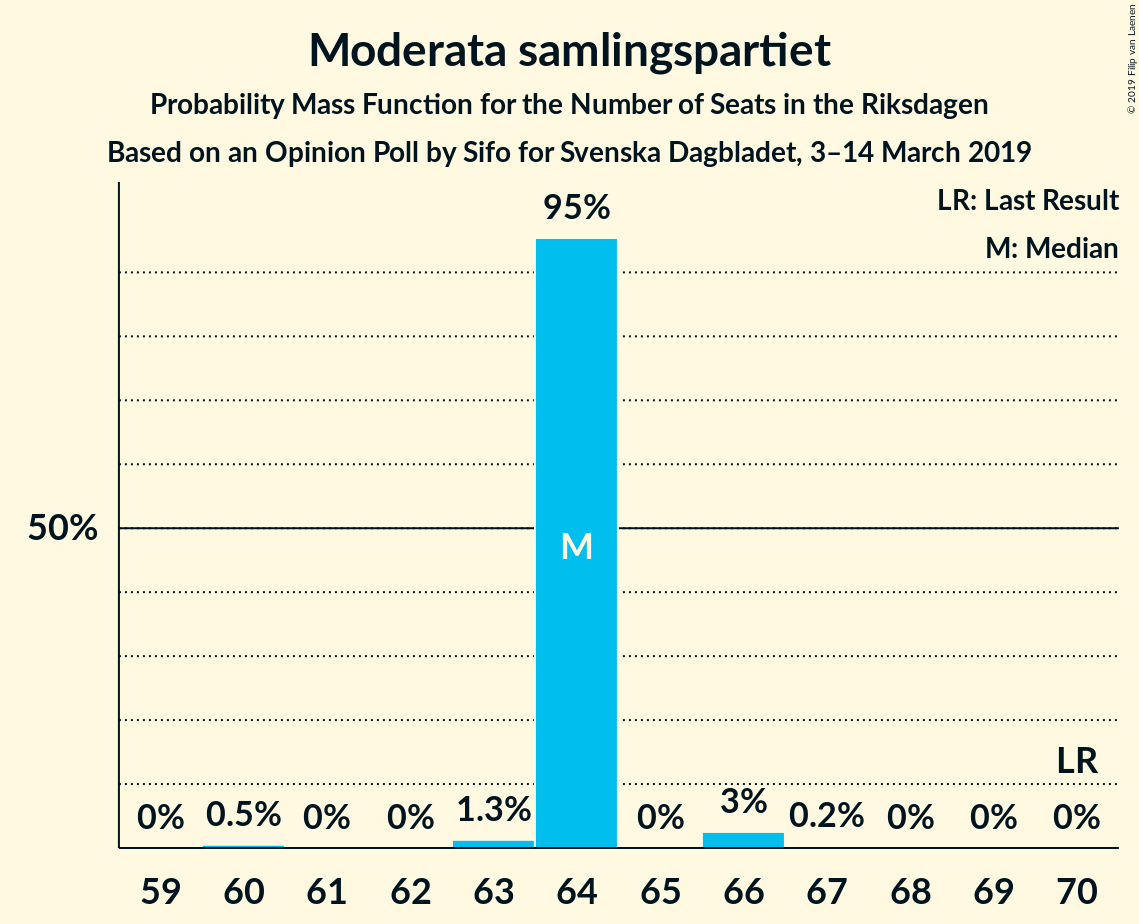 Moderata samlingspartiet
Probability Mass Function for the Number of Seats in the Riksdagen
Based on an Opinion Poll by Sifo for Svenska Dagbladet, 3–14 March 2019
© 2019 Filip van Laenen
LR: Last Result
M: Median
95%
50%
M
LR
0% 0.5% 0% 0% 1.3% 0% 3% 0.2% 0% 0% 0%
59 60 61 62 63 64 65 66 67 68 69 70